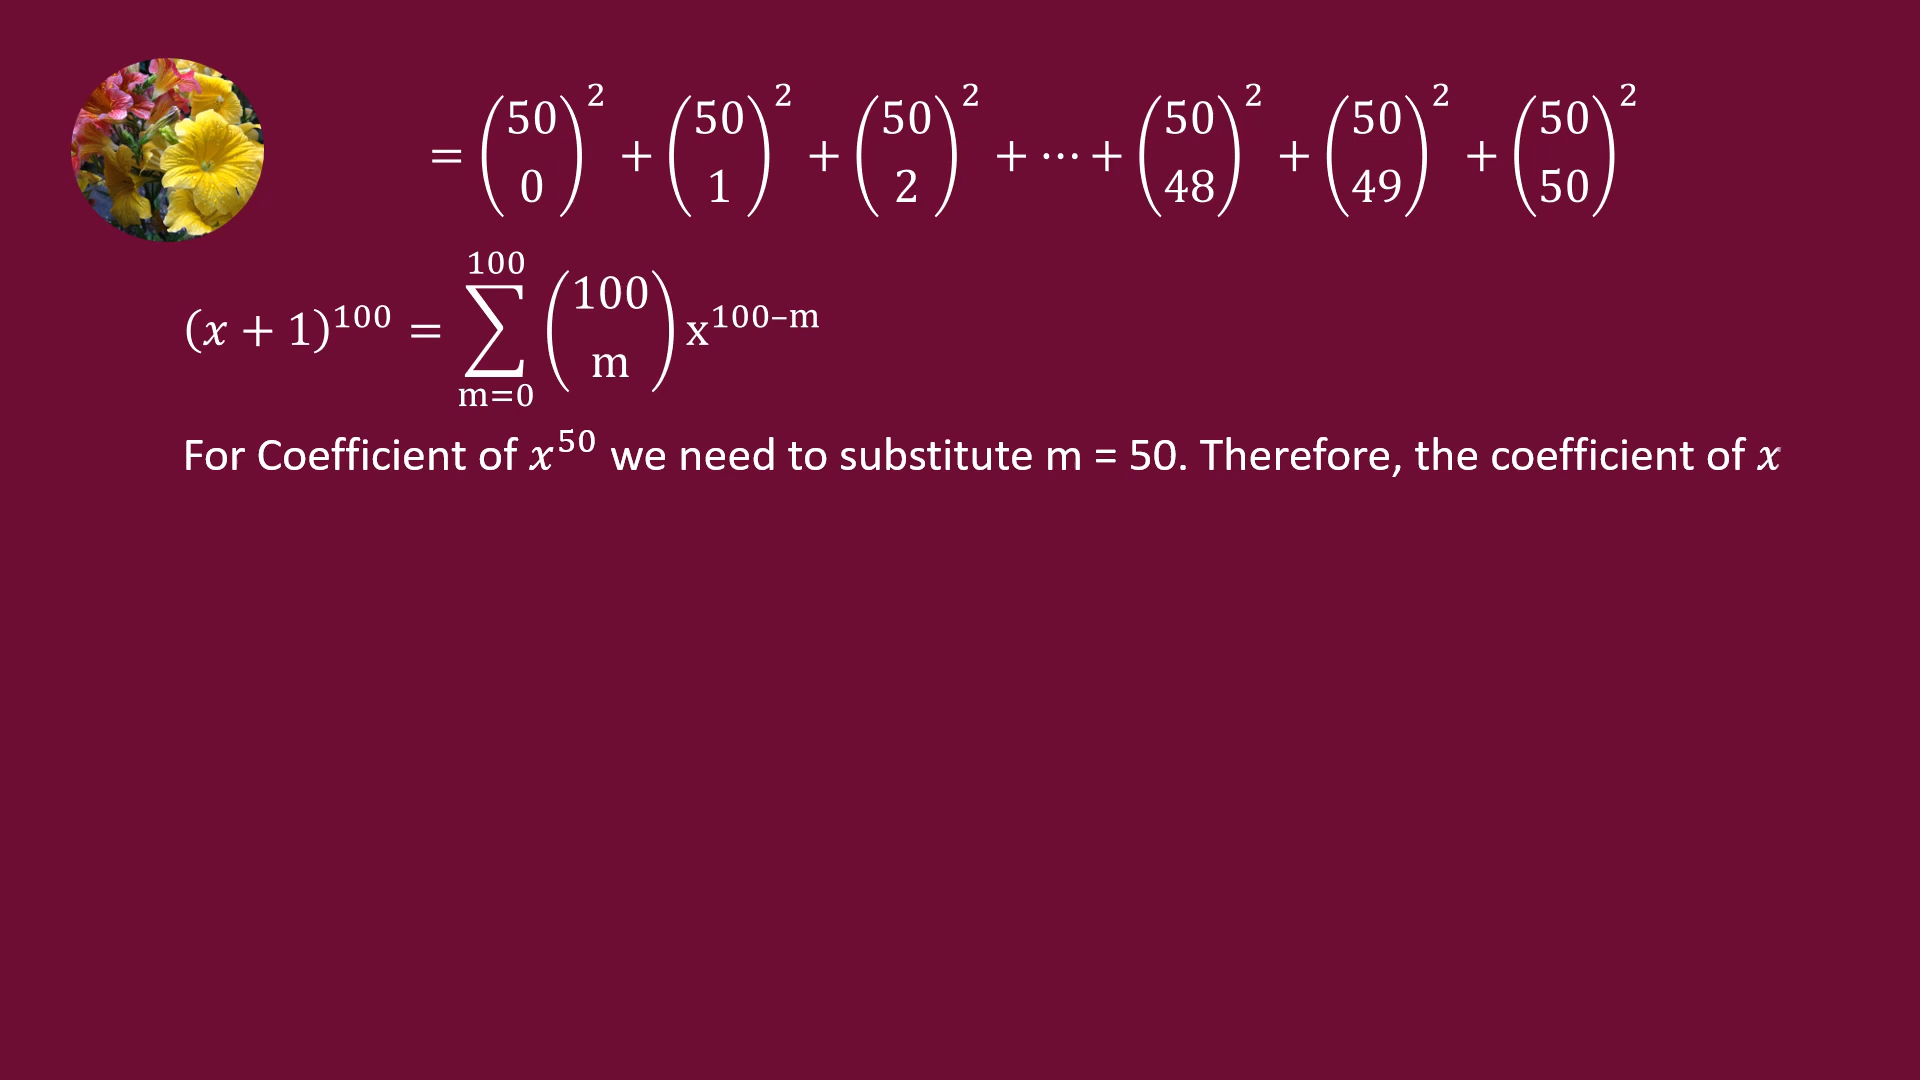 = (50 0)² + (50 1)² + (50 2)² + ⋯ + (50 48)² + (50 49)² + (50 50)²
(x + 1)¹⁰⁰ = ∑_{m=0}^{100} (100 m) x^{100−m}
For Coefficient of x⁵⁰ we need to substitute m = 50. Therefore, the coefficient of x